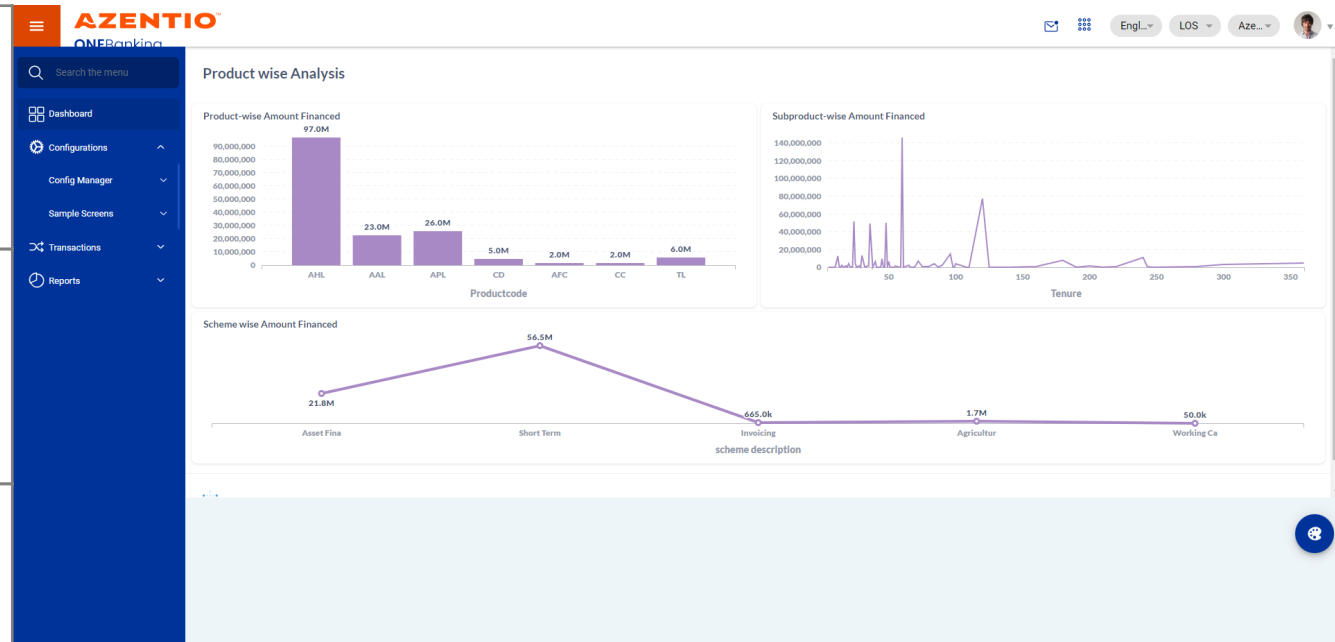 AZENTIO
ONEBanking
Engl...
LOS
Aze...
Search the menu
Dashboard
Configurations
Config Manager
Sample Screens
Transactions
Reports
Product wise Analysis
Product-wise Amount Financed
97.0M
90,000,000
80,000,000
70,000,000
60,000,000
50,000,000
40,000,000
30,000,000
20,000,000
10,000,000
0
23.0M
26.0M
5.0M
2.0M
2.0M
6.0M
AHL AAL APL CD AFC CC TL
Productcode
Subproduct-wise Amount Financed
140,000,000
120,000,000
100,000,000
80,000,000
60,000,000
40,000,000
20,000,000
0
50 100 150 200 250 300 350
Tenure
Scheme wise Amount Financed
56.5M
21.8M
665.0k
1.7M
50.0k
Asset Fina Short Term Invoicing Agricultur Working Ca
scheme description